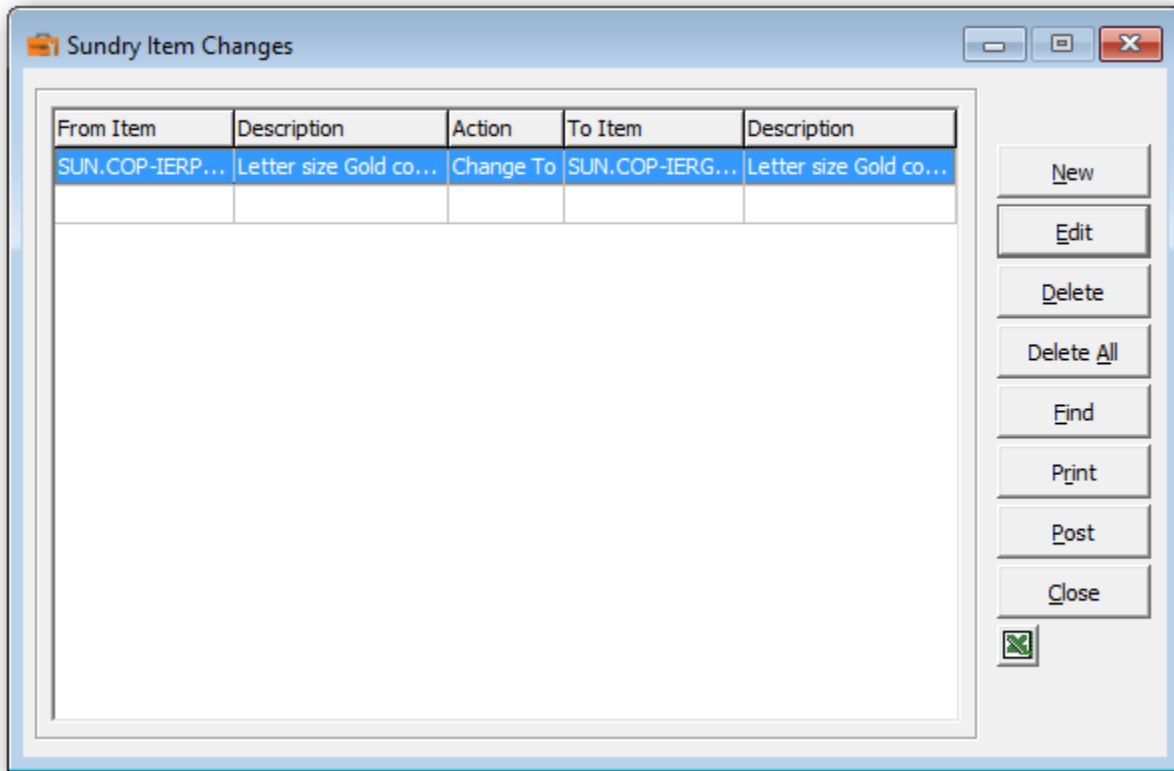 Sundry Item Changes
From Item Description Action To Item Description
SUN.COP-IERP... Letter size Gold co... Change To SUN.COP-IERG... Letter size Gold co...
New
Edit
Delete
Delete All
Find
Print
Post
Close